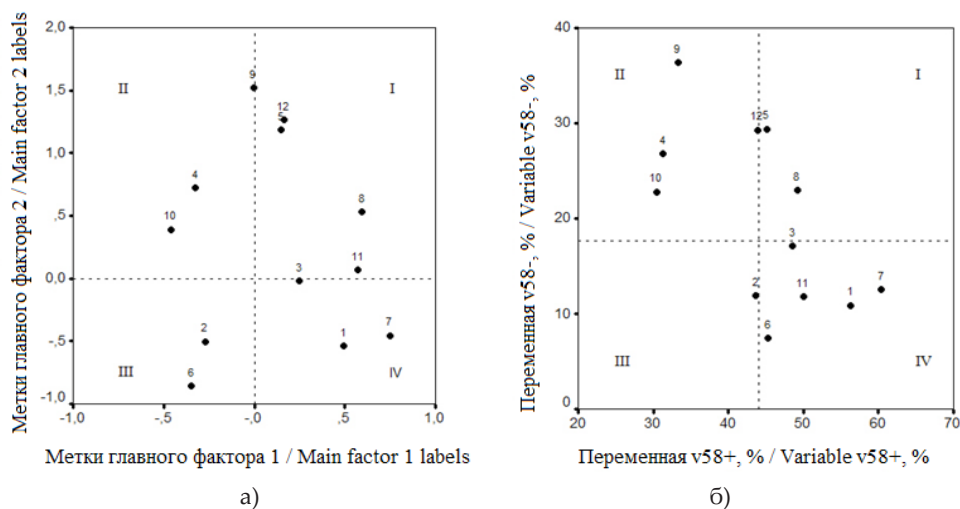 Метки главного фактора 2 / Main factor 2 labels
2,0
1,5
1,0
,5
0,0
-,5
-1,0
II
I
III
IV
9
12
5
4
10
8
3
11
2
6
1
7
-1,0 -,5 -,0 ,5 1,0
Метки главного фактора 1 / Main factor 1 labels
а)
Переменная v58-, % / Variable v58-, %
40
30
20
10
0
II
I
III
IV
9
4
10
12 5
8
3
2
11
1
7
6
20 30 40 50 60 70
Переменная v58+, % / Variable v58+, %
б)